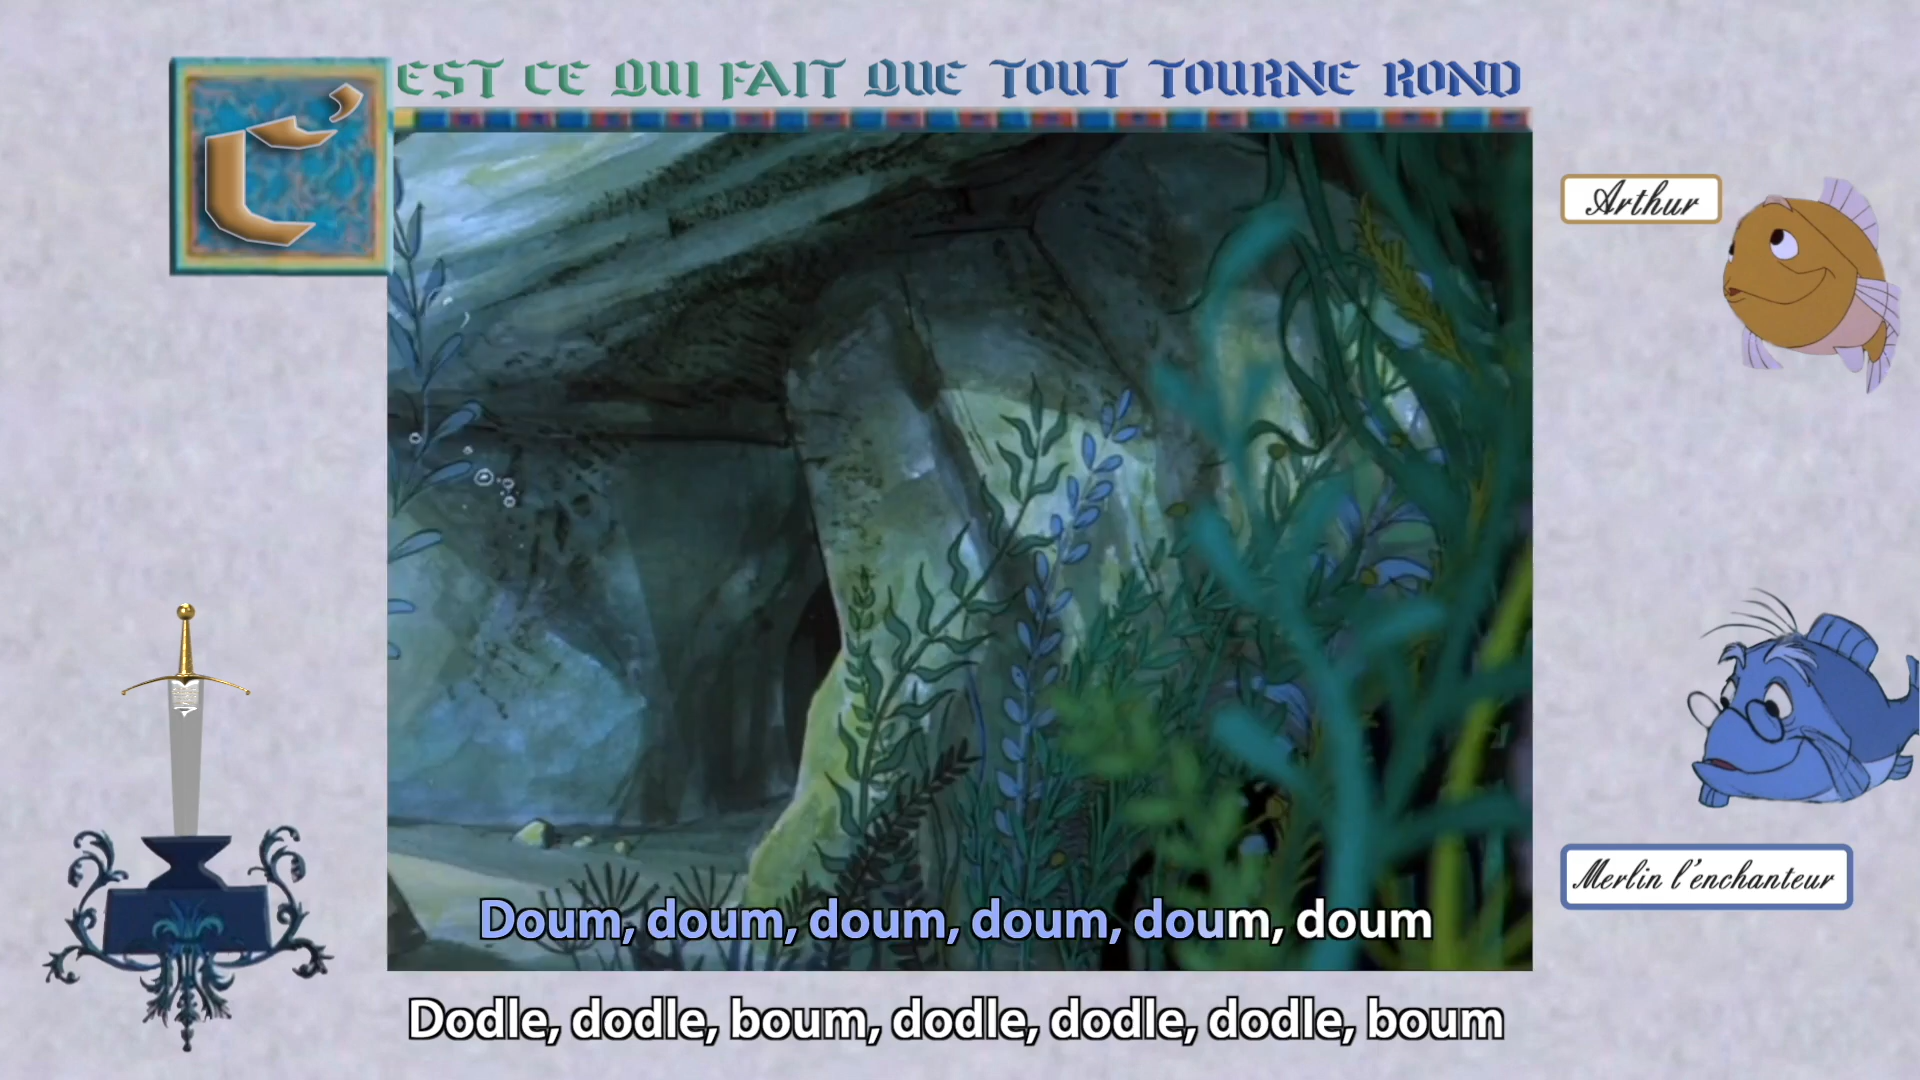 C'EST CE QUI FAIT QUE TOUT TOURNE ROND
Arthur
Merlin l'enchanteur
Doum, doum, doum, doum, doum, doum
Dodle, dodle, boum, dodle, dodle, dodle, boum